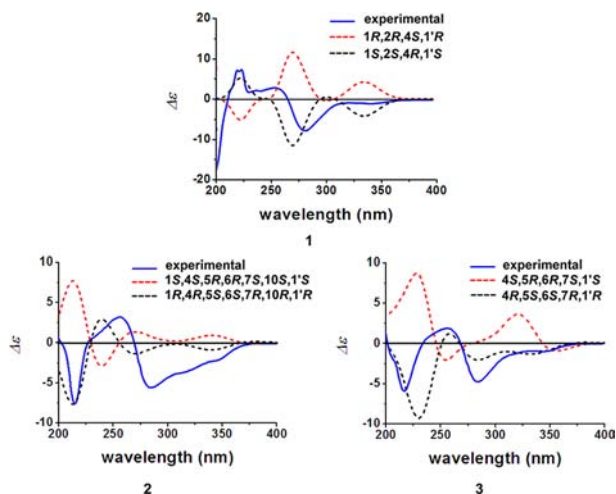 experimental
1R,2R,4S,1'R
1S,2S,4R,1'S
20
10
0
-10
-20
Δε
200 250 300 350 400
wavelength (nm)
1
experimental
1S,4S,5R,6R,7S,10S,1'S
1R,4R,5S,6S,7R,10R,1'R
10
5
0
-5
-10
Δε
200 250 300 350 400
wavelength (nm)
2
experimental
4S,5R,6R,7S,1'S
4R,5S,6S,7R,1'R
10
5
0
-5
-10
Δε
200 250 300 350 400
wavelength (nm)
3